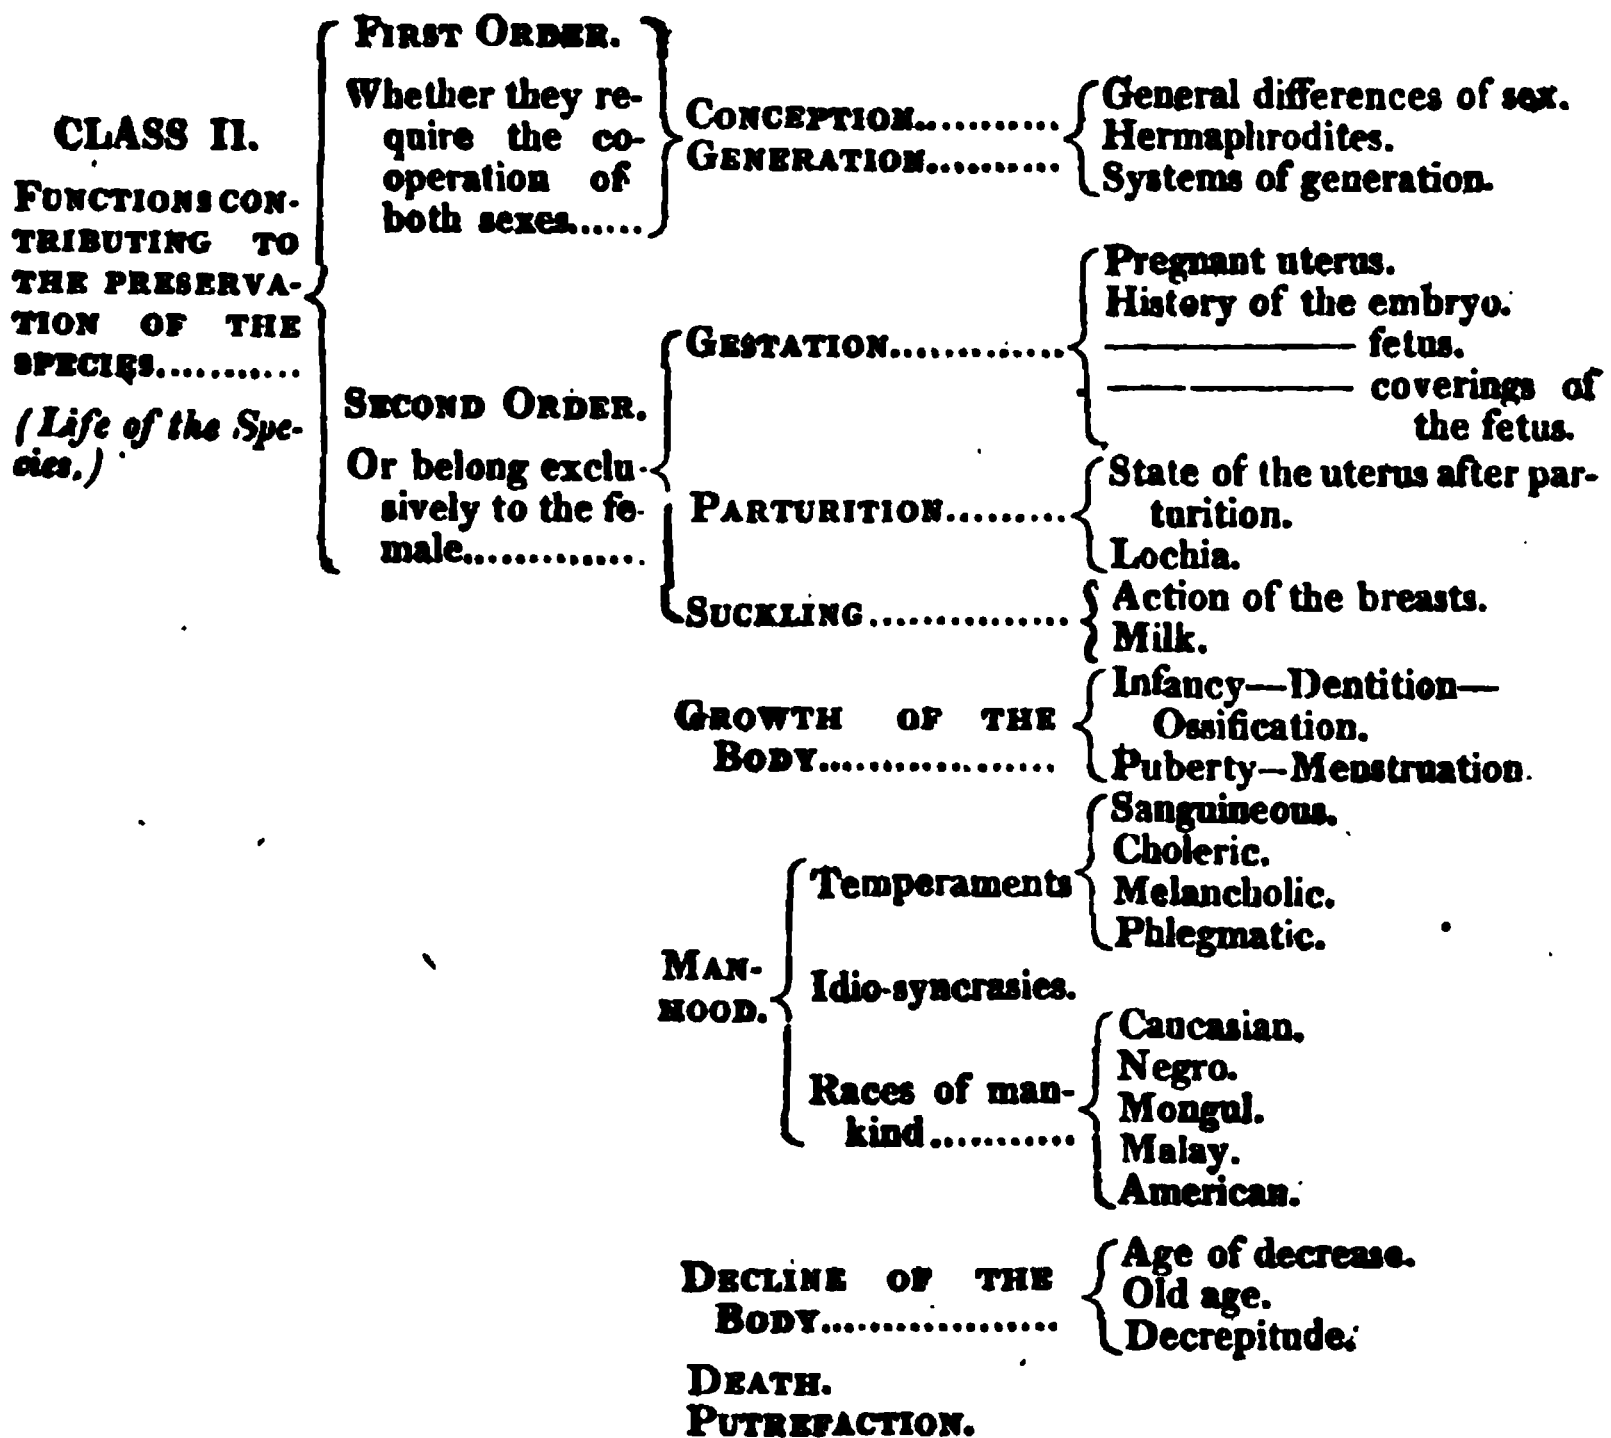 CLASS II.
FUNCTIONS CON-
TRIBUTING TO
THE PRESERVA-
TION OF THE
SPECIES...........
(Life of the Spe-
cies.)
FIRST ORDER.
Whether they re-
quire the co-
operation of
both sexes......
SECOND ORDER.
Or belong exclu-
sively to the fe-
male.............
CONCEPTION...........
GENERATION..........
General differences of sex.
Hermaphrodites.
Systems of generation.
GESTATION.............
Pregnant uterus.
History of the embryo.
———— fetus.
———— coverings of
the fetus.
PARTURITION.........
State of the uterus after par-
turition.
Lochia.
SUCKLING...............
Action of the breasts.
Milk.
GROWTH OF THE
BODY..................
Infancy—Dentition—
Ossification.
Puberty—Menstruation.
MAN-
HOOD.
Temperaments
Sanguineous.
Choleric.
Melancholic.
Phlegmatic.
Idio-syncrasies.
Races of man-
kind...........
Caucasian.
Negro.
Mongul.
Malay.
American.
DECLINE OF THE
BODY..................
Age of decrease.
Old age.
Decrepitude.
DEATH.
PUTREFACTION.